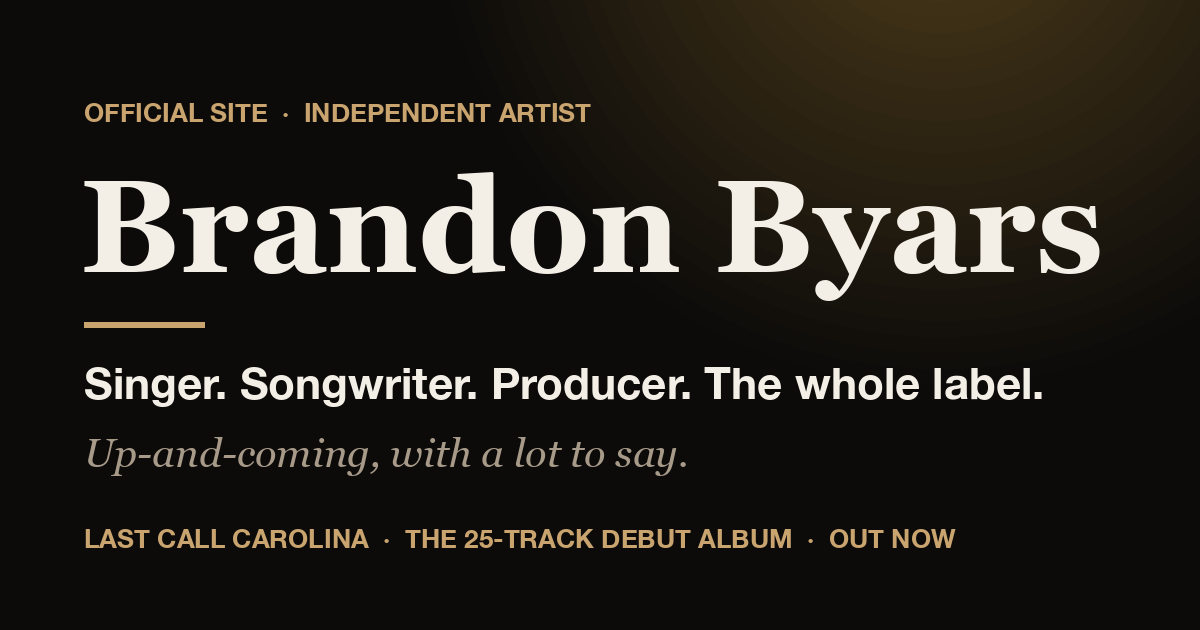 OFFICIAL SITE · INDEPENDENT ARTIST
Brandon Byars
Singer. Songwriter. Producer. The whole label.
Up-and-coming, with a lot to say.
LAST CALL CAROLINA · THE 25-TRACK DEBUT ALBUM · OUT NOW